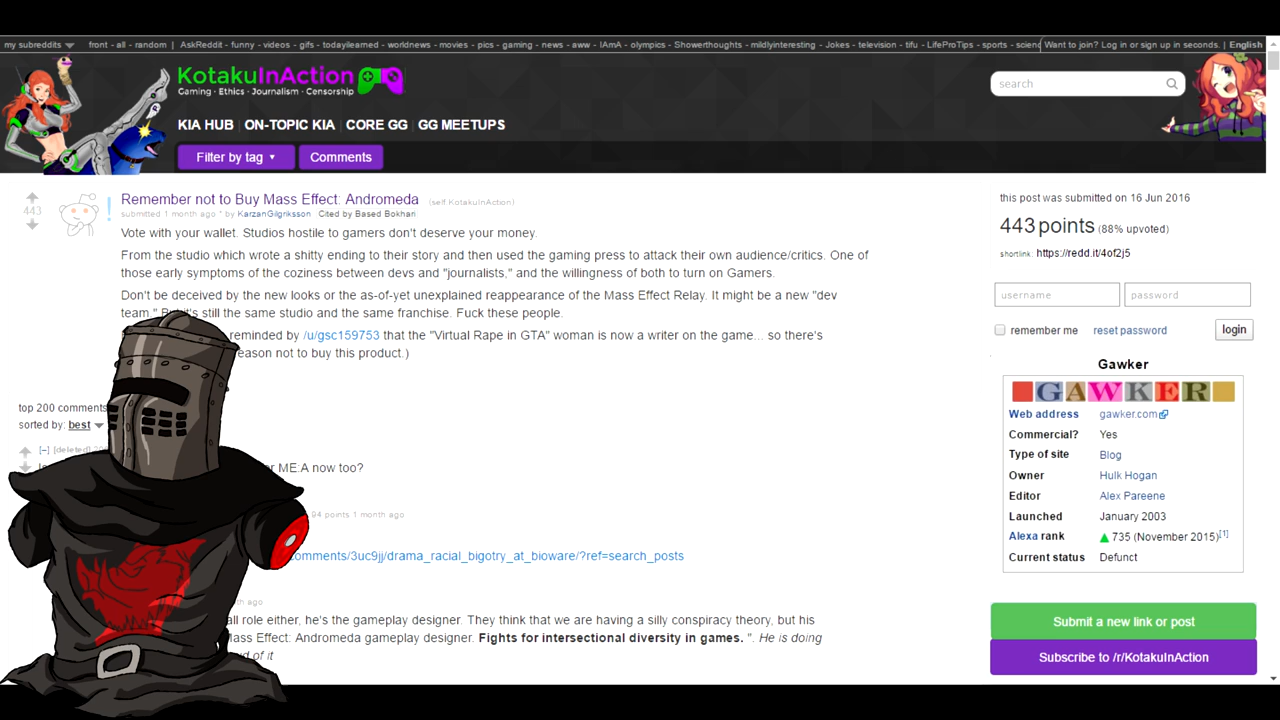 my subreddits front - all - random | AskReddit - funny - videos - gifs - todayilearned - worldnews - movies - pics - gaming - news - aww - IAmA - olympics - Showerthoughts - mildlyinteresting - Jokes - television - tifu - LifeProTips - sports - scienc Want to join? Log in or sign up in seconds. | English
KotakuInAction
Gaming · Ethics · Journalism · Censorship
search
KIA HUB | ON-TOPIC KIA | CORE GG | GG MEETUPS
Filter by tag Comments
443
Remember not to Buy Mass Effect: Andromeda (self.KotakuInAction)
submitted 1 month ago * by KarzanGilgriksson Cited by Based Bokhari
Vote with your wallet. Studios hostile to gamers don't deserve your money.
From the studio which wrote a shitty ending to their story and then used the gaming press to attack their own audience/critics. One of
those early symptoms of the coziness between devs and "journalists," and the willingness of both to turn on Gamers.
Don't be deceived by the new looks or the as-of-yet unexplained reappearance of the Mass Effect Relay. It might be a new "dev
team." it's still the same studio and the same franchise. Fuck these people.
reminded by /u/gsc159753 that the "Virtual Rape in GTA" woman is now a writer on the game... so there's
eason not to buy this product.)
this post was submitted on 16 Jun 2016
443 points (88% upvoted)
shortlink: https://redd.it/4of2j5
username password
remember me reset password login
top 200 comments
sorted by: best
[–] [deleted]
ME:A now too?
94 points 1 month ago
omments/3uc9jj/drama_racial_bigotry_at_bioware/?ref=search_posts
th ago
all role either, he's the gameplay designer. They think that we are having a silly conspiracy theory, but his
Mass Effect: Andromeda gameplay designer. Fights for intersectional diversity in games. ". He is doing
of it
Gawker
GAWKER
Web address gawker.com
Commercial? Yes
Type of site Blog
Owner Hulk Hogan
Editor Alex Pareene
Launched January 2003
Alexa rank 735 (November 2015)[1]
Current status Defunct
Submit a new link or post
Subscribe to /r/KotakuInAction